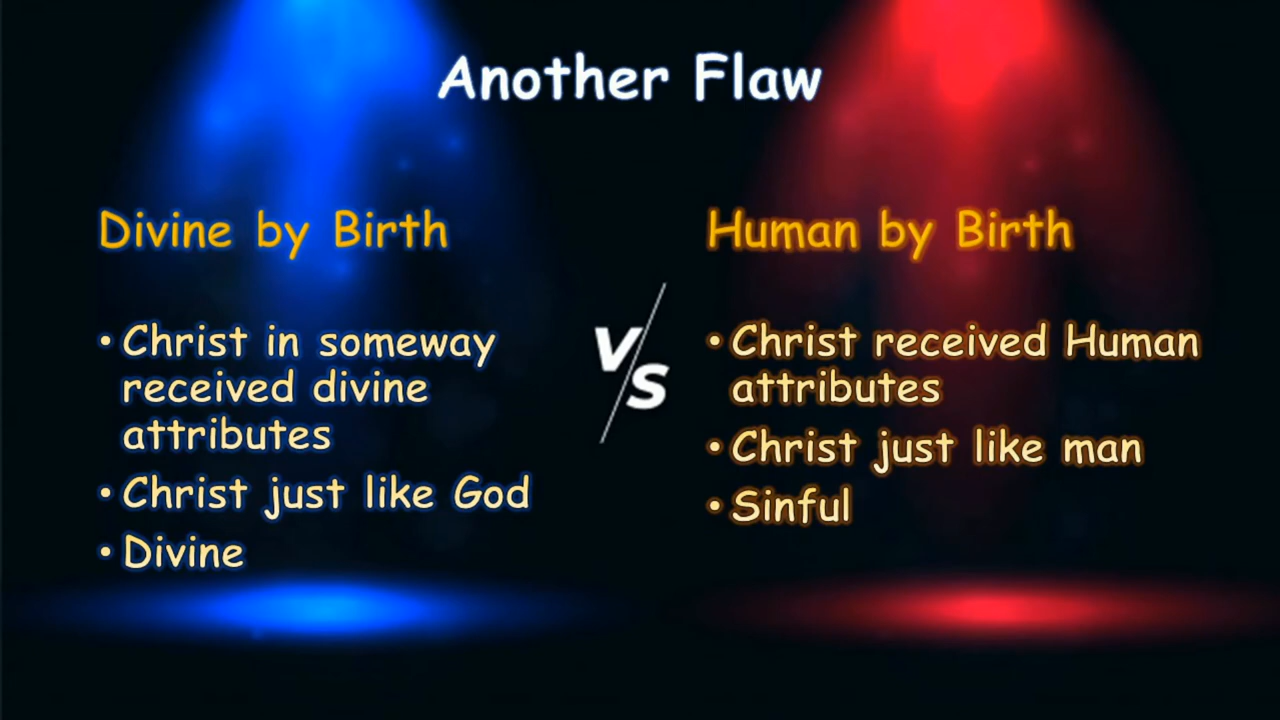 Another Flaw
Divine by Birth
• Christ in someway
received divine
attributes
• Christ just like God
• Divine
VS
Human by Birth
• Christ received Human
attributes
• Christ just like man
• Sinful